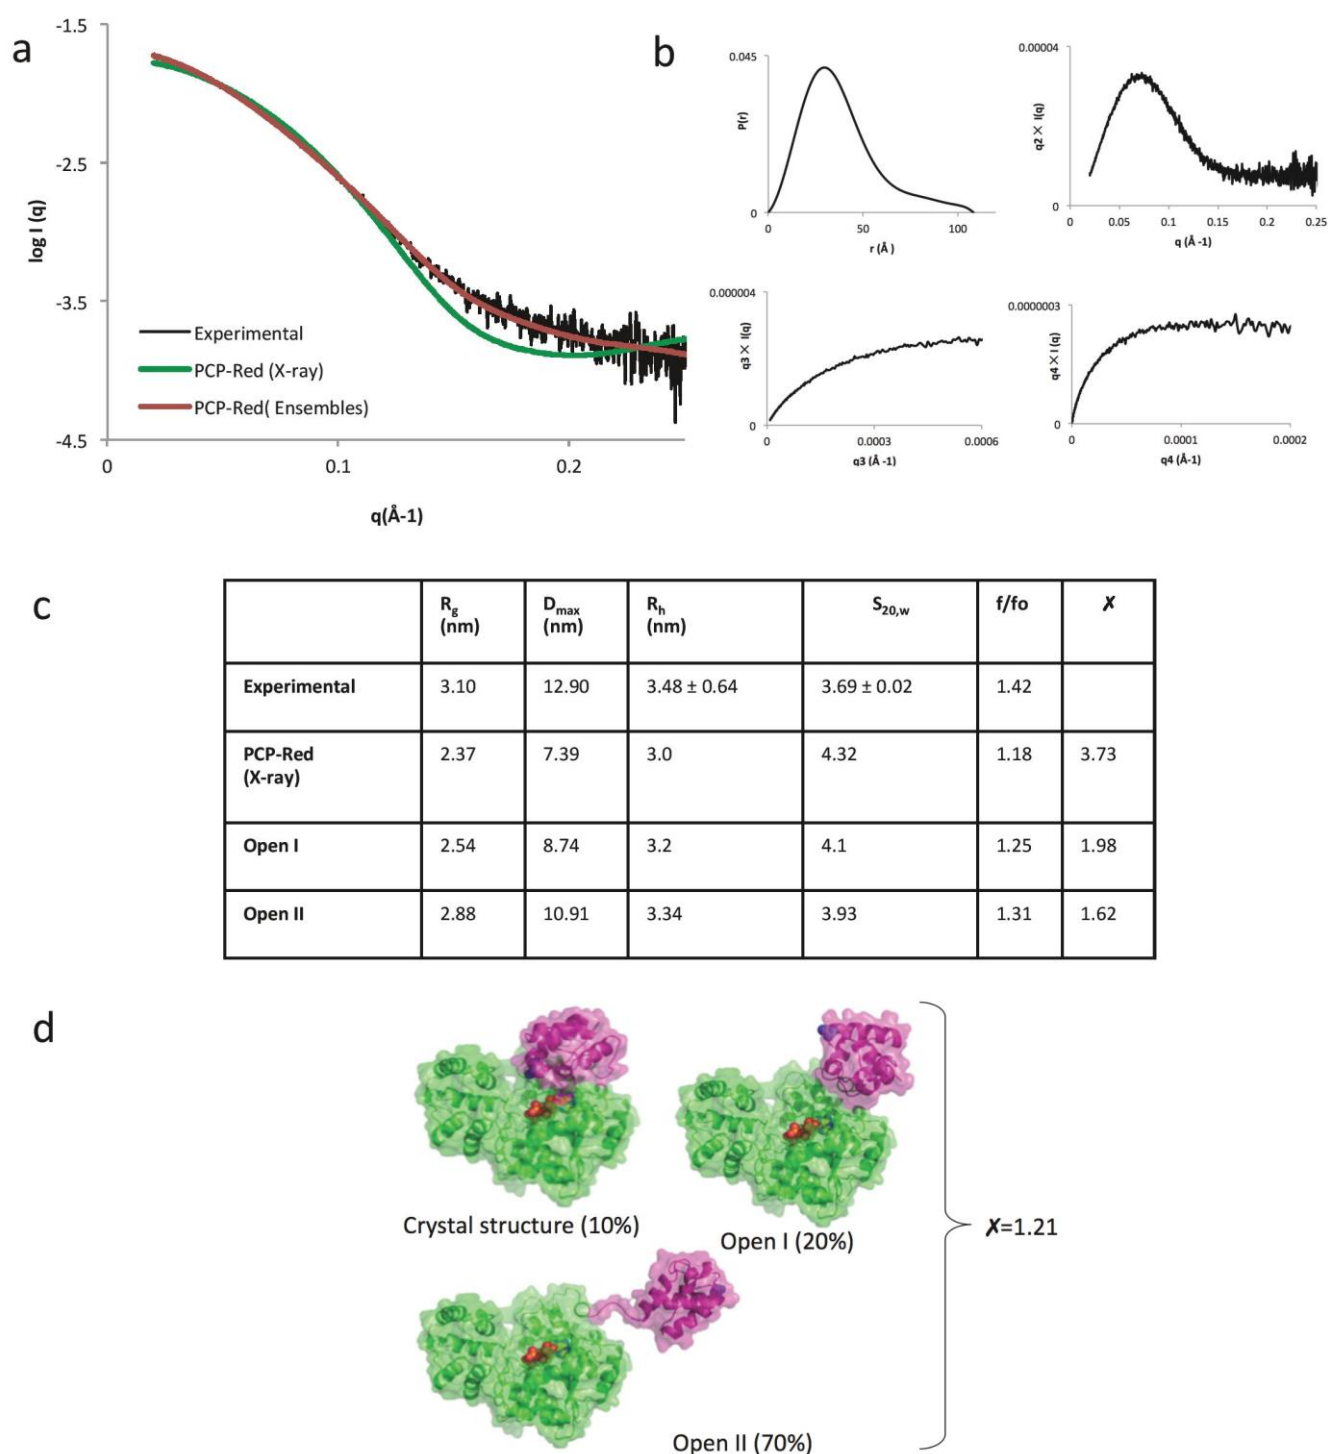 a
-1.5
-2.5
-3.5
-4.5
log I (q)
Experimental
PCP-Red (X-ray)
PCP-Red( Ensembles)
0 0.1 0.2
q(Å-1)
b
0.045
0
P(r)
0 50 100
r (Å )
0.00004
0
q2 X I(q)
0 0.05 0.1 0.15 0.2 0.25
q (Å -1)
0.000004
0
q3 X I(q)
0 0.0003 0.0006
q3 (Å -1)
0.0000003
0
q4 X I (q)
0 0.0001 0.0002
q4 (Å-1)
c
Rg (nm) Dmax (nm) Rh (nm) S20,w f/fo ✗
Experimental 3.10 12.90 3.48 ± 0.64 3.69 ± 0.02 1.42
PCP-Red (X-ray) 2.37 7.39 3.0 4.32 1.18 3.73
Open I 2.54 8.74 3.2 4.1 1.25 1.98
Open II 2.88 10.91 3.34 3.93 1.31 1.62
d
Crystal structure (10%)
Open I (20%)
✗=1.21
Open II (70%)